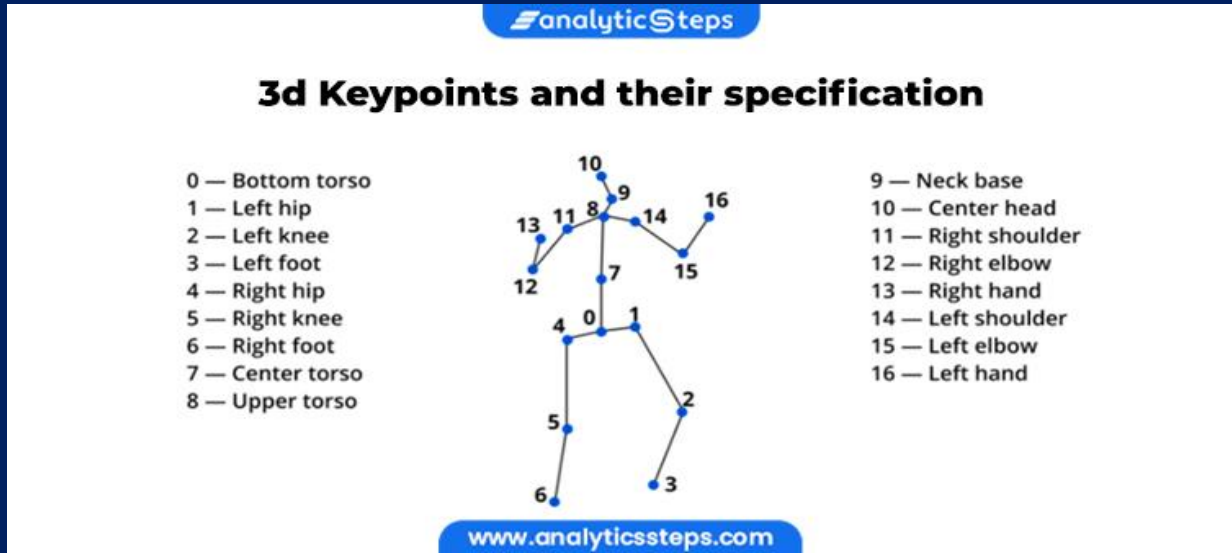 analyticSteps
3d Keypoints and their specification
0 — Bottom torso
1 — Left hip
2 — Left knee
3 — Left foot
4 — Right hip
5 — Right knee
6 — Right foot
7 — Center torso
8 — Upper torso
10
9
8
11
13
12
14
16
15
7
0
1
4
2
5
3
6
9 — Neck base
10 — Center head
11 — Right shoulder
12 — Right elbow
13 — Right hand
14 — Left shoulder
15 — Left elbow
16 — Left hand
www.analyticssteps.com